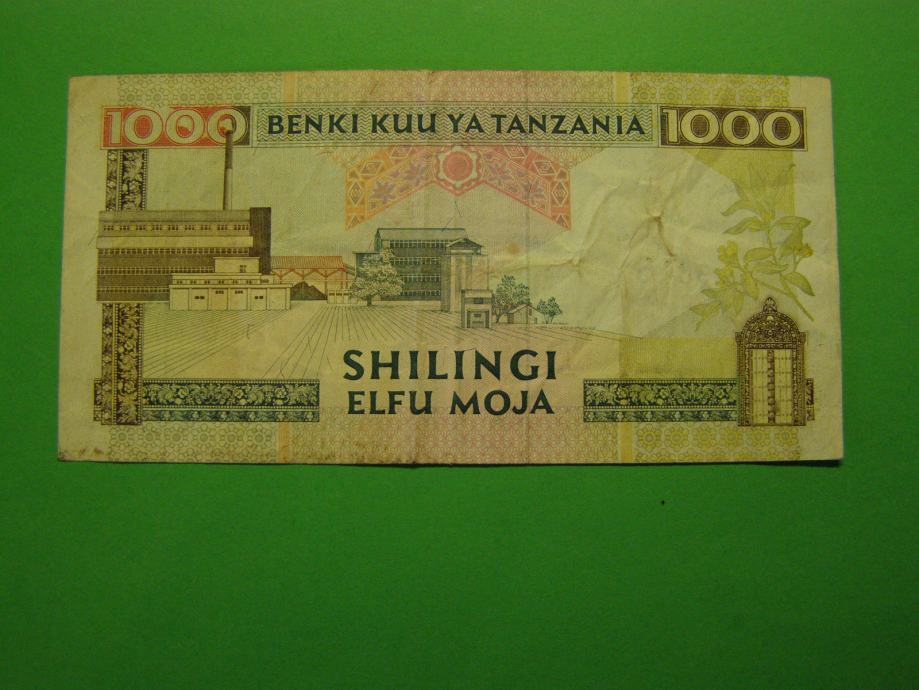 1000 BENKI KUU YA TANZANIA 1000
SHILINGI
ELFU MOJA